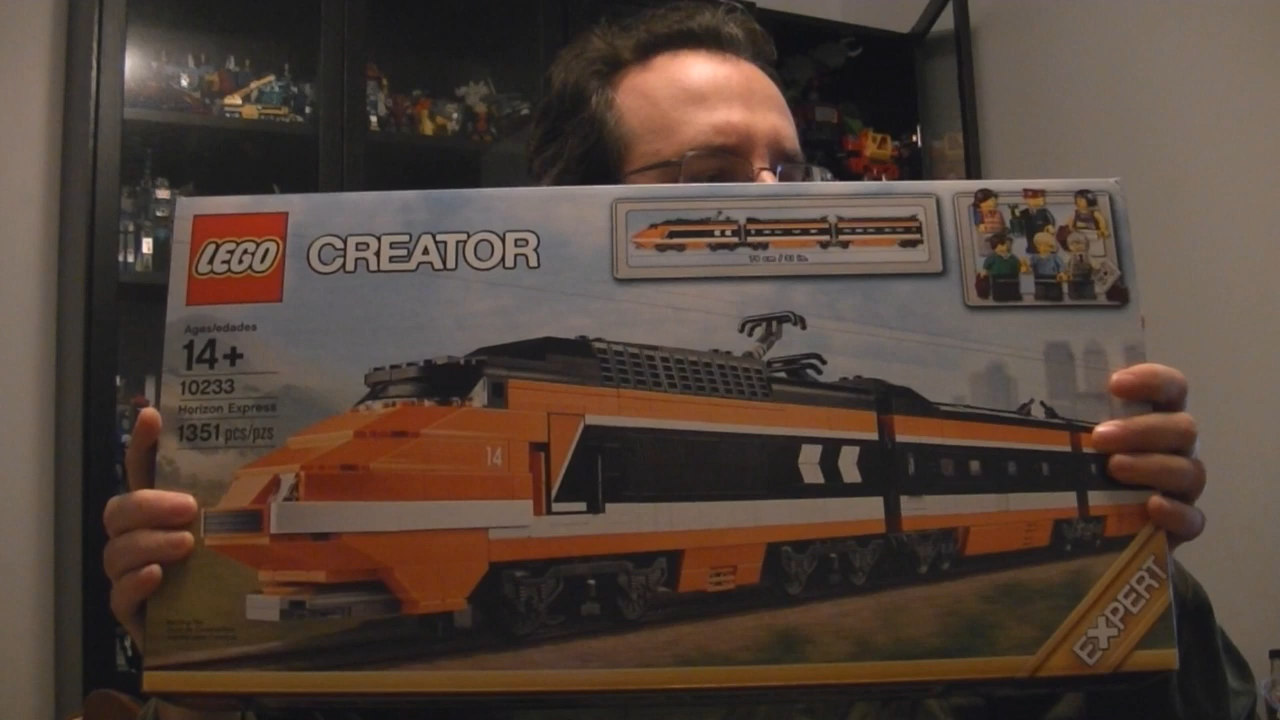 LEGO CREATOR
Ages/edades
14+
10233
Horizon Express
1351 pcs/pzs
14
EXPERT